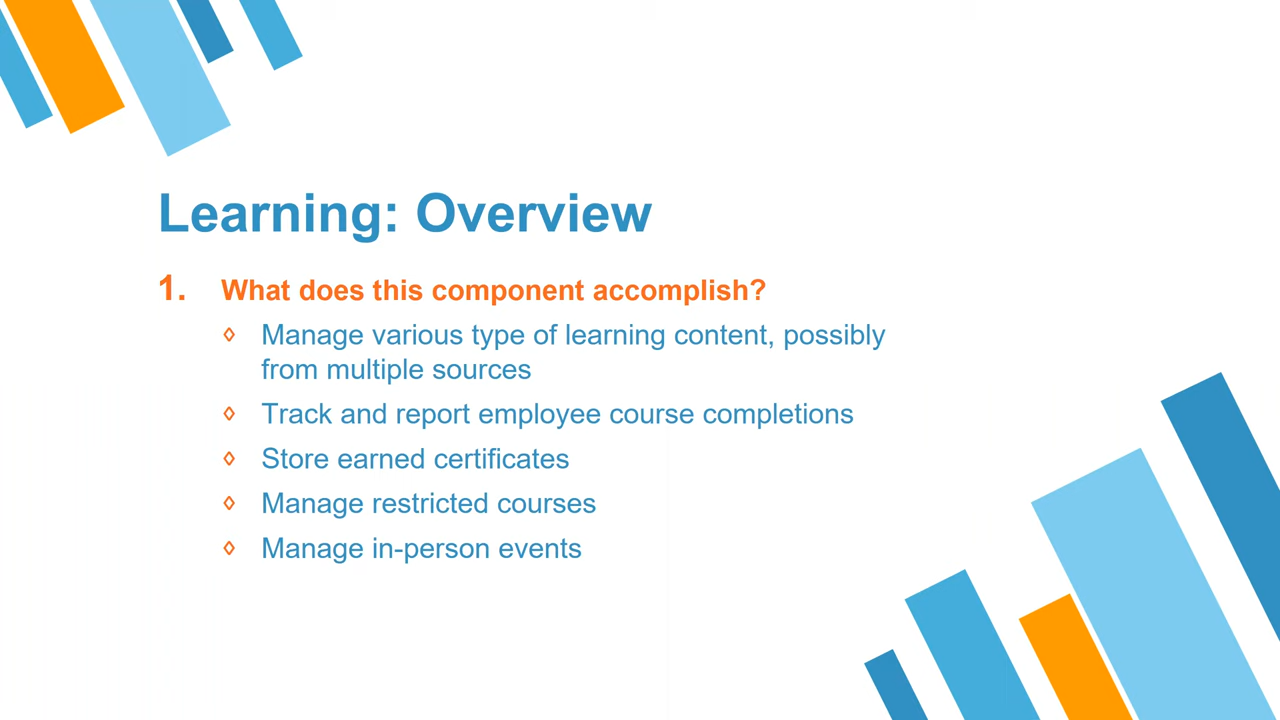 Learning: Overview
1. What does this component accomplish?
◊ Manage various type of learning content, possibly
from multiple sources
◊ Track and report employee course completions
◊ Store earned certificates
◊ Manage restricted courses
◊ Manage in-person events